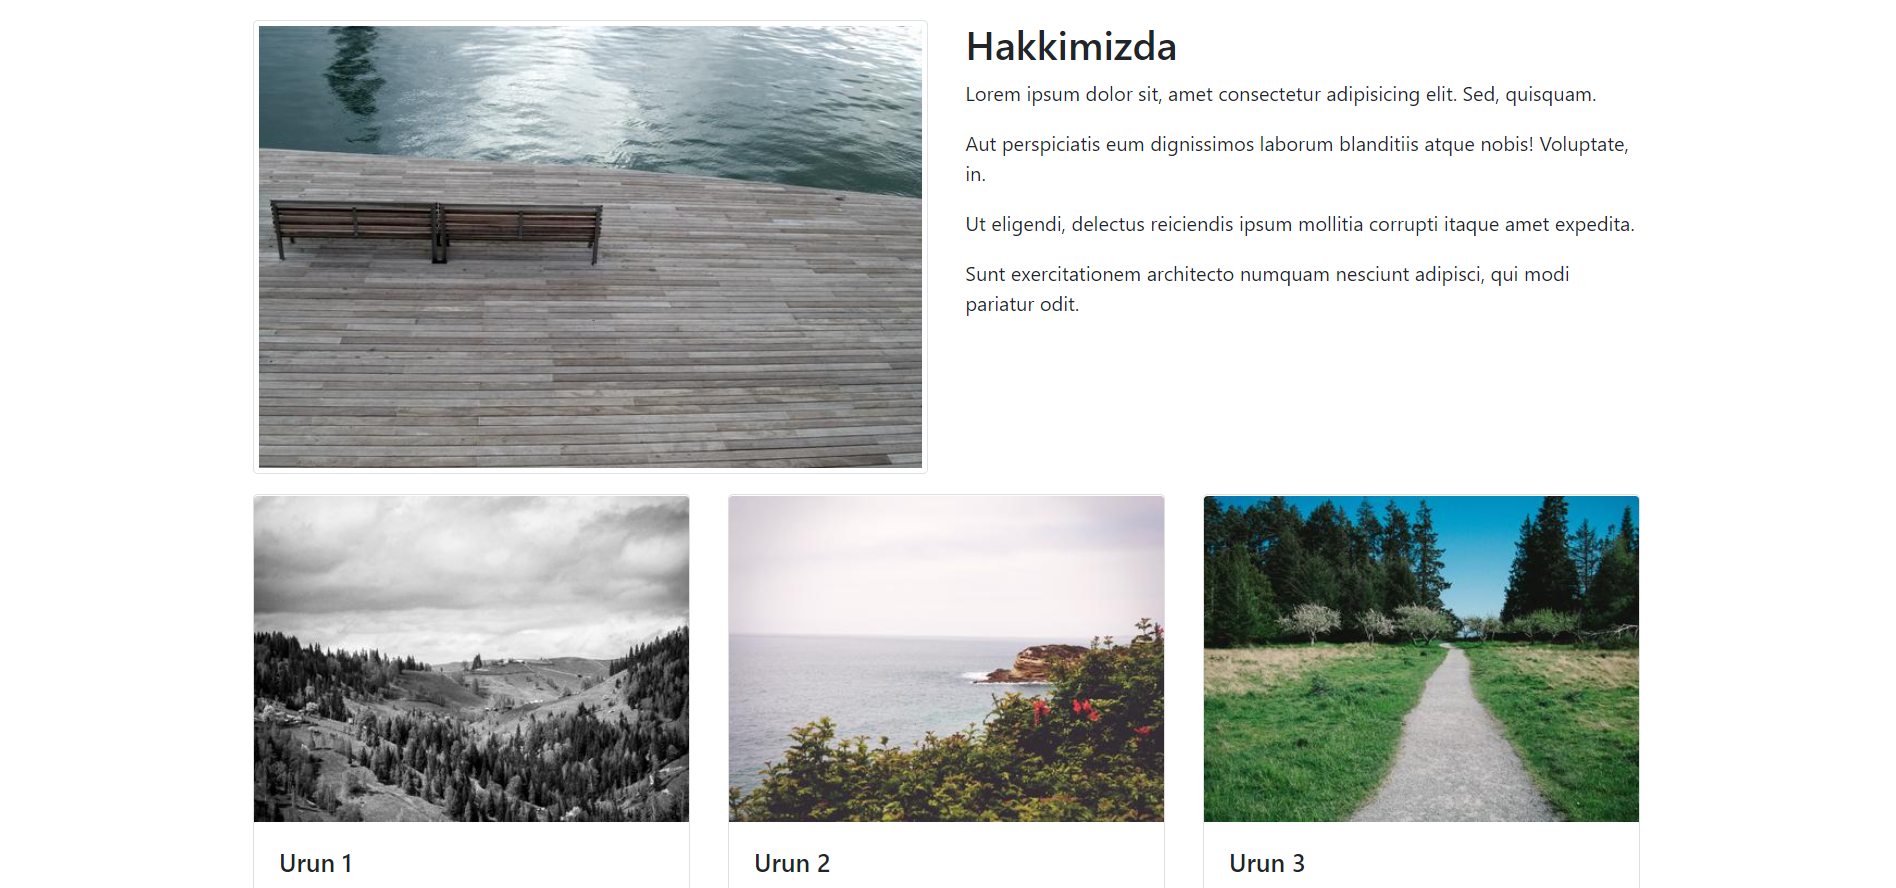 Hakkimizda
Lorem ipsum dolor sit, amet consectetur adipisicing elit. Sed, quisquam.
Aut perspiciatis eum dignissimos laborum blanditiis atque nobis! Voluptate,
in.
Ut eligendi, delectus reiciendis ipsum mollitia corrupti itaque amet expedita.
Sunt exercitationem architecto numquam nesciunt adipisci, qui modi
pariatur odit.
Urun 1
Urun 2
Urun 3